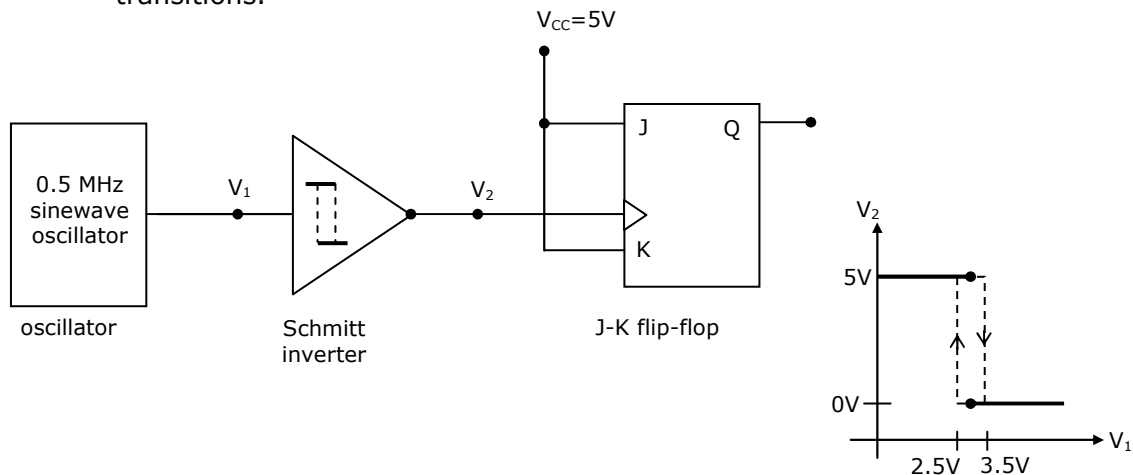 transitions.
V_CC=5V
J
Q
0.5 MHz
sinewave
oscillator
V_1
V_2
K
oscillator
Schmitt
inverter
J-K flip-flop
V_2
5V
0V
V_1
2.5V
3.5V